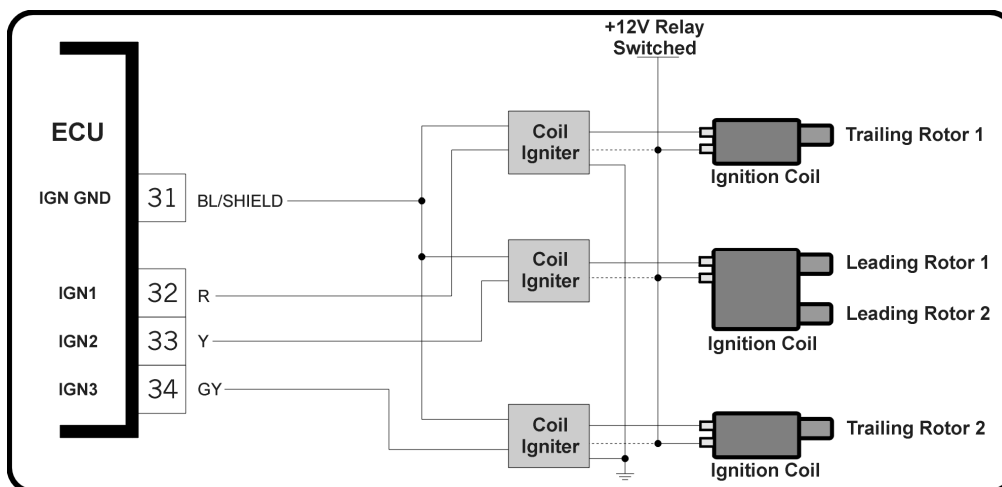 +12V Relay
Switched
ECU
Coil
Igniter
Trailing Rotor 1
Ignition Coil
IGN GND
31
BL/SHIELD
Coil
Igniter
Leading Rotor 1
Leading Rotor 2
Ignition Coil
IGN1
32
R
IGN2
33
Y
IGN3
34
GY
Coil
Igniter
Trailing Rotor 2
Ignition Coil